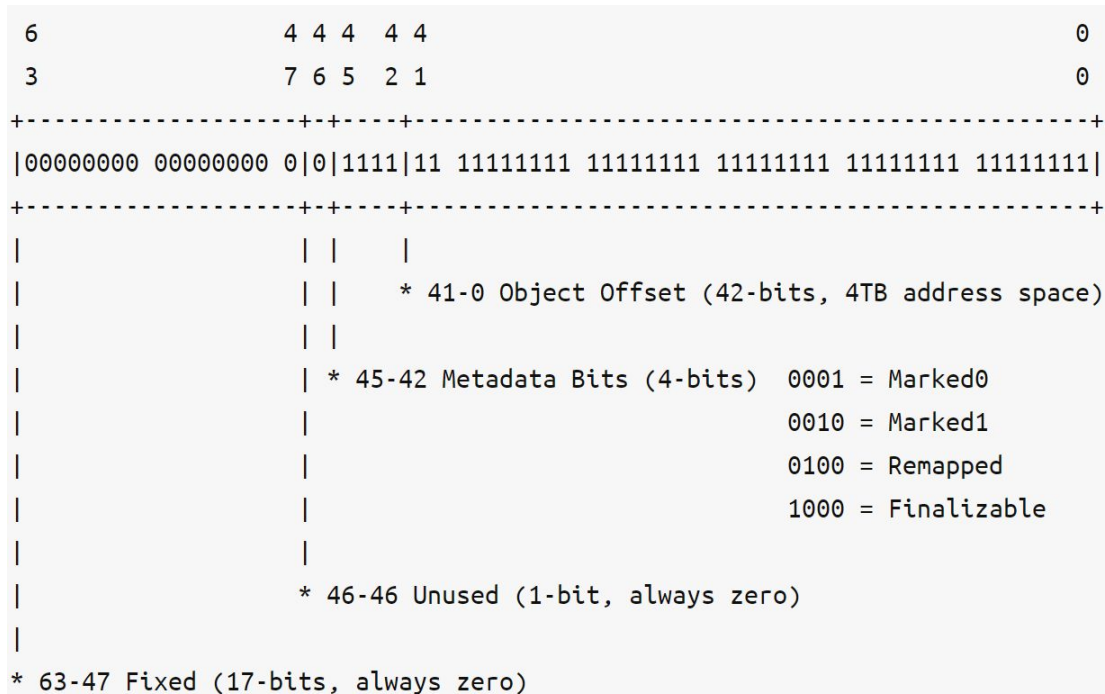 6                  4 4 4  4 4                                             0
 3                  7 6 5  2 1                                             0
+-------------------+-+----+-----------------------------------------------+
|00000000 00000000 0|0|1111|11 11111111 11111111 11111111 11111111 11111111|
+-------------------+-+----+-----------------------------------------------+
|                   | |    |
|                   | |    * 41-0 Object Offset (42-bits, 4TB address space)
|                   | |
|                   | * 45-42 Metadata Bits (4-bits)  0001 = Marked0
|                   |                                 0010 = Marked1
|                   |                                 0100 = Remapped
|                   |                                 1000 = Finalizable
|                   |
|                   * 46-46 Unused (1-bit, always zero)
|
* 63-47 Fixed (17-bits, always zero)